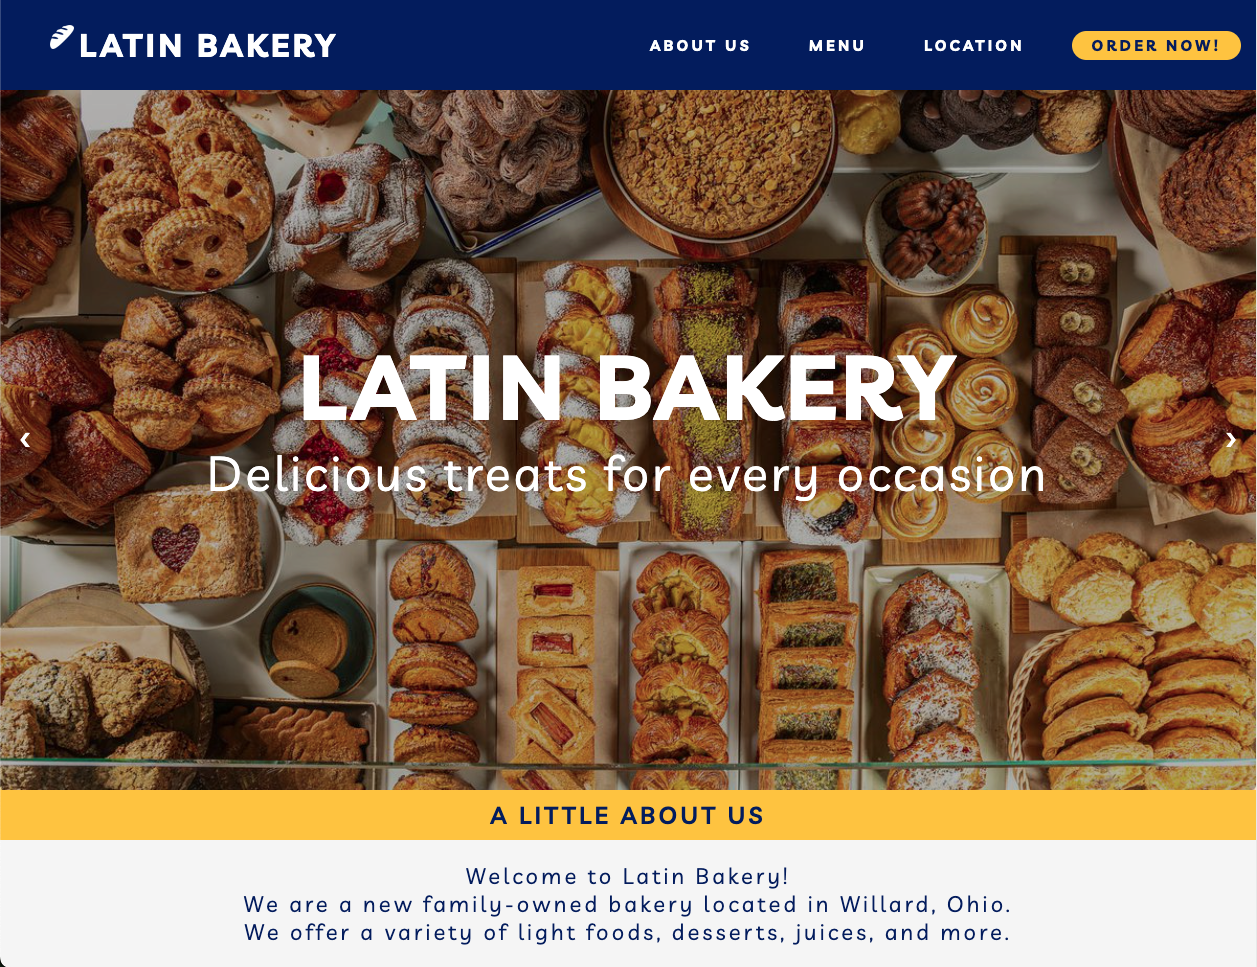 LATIN BAKERY
ABOUT US
MENU
LOCATION
ORDER NOW!
LATIN BAKERY
‹
›
Delicious treats for every occasion
A LITTLE ABOUT US
Welcome to Latin Bakery!
We are a new family-owned bakery located in Willard, Ohio.
We offer a variety of light foods, desserts, juices, and more.